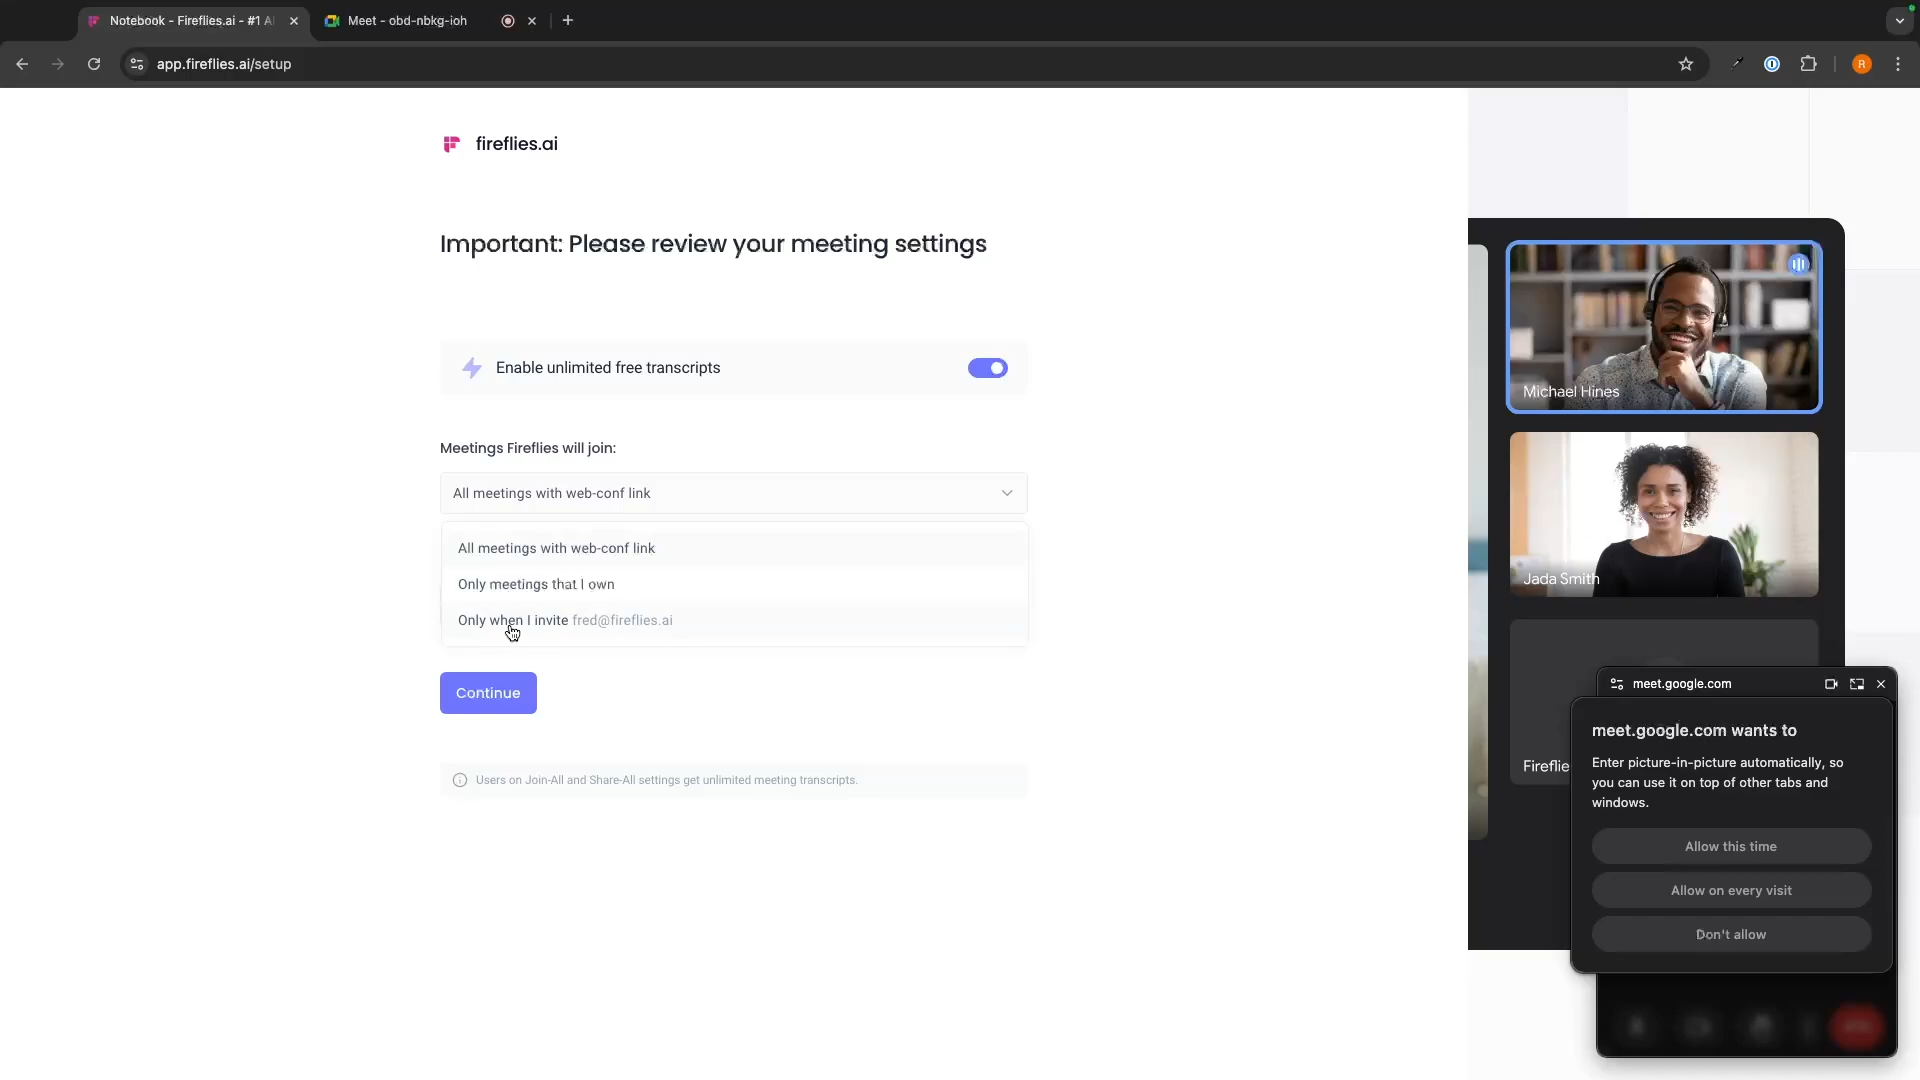 Notebook - Fireflies.ai - #1 A
Meet - obd-nbkg-ioh
app.fireflies.ai/setup
R
fireflies.ai
Important: Please review your meeting settings
Enable unlimited free transcripts
Meetings Fireflies will join:
All meetings with web-conf link
All meetings with web-conf link
Only meetings that I own
Only when I invite fred@fireflies.ai
Continue
Users on Join-All and Share-All settings get unlimited meeting transcripts.
Michael Hines
Jada Smith
Fireflie
meet.google.com
meet.google.com wants to
Enter picture-in-picture automatically, so
you can use it on top of other tabs and
windows.
Allow this time
Allow on every visit
Don't allow